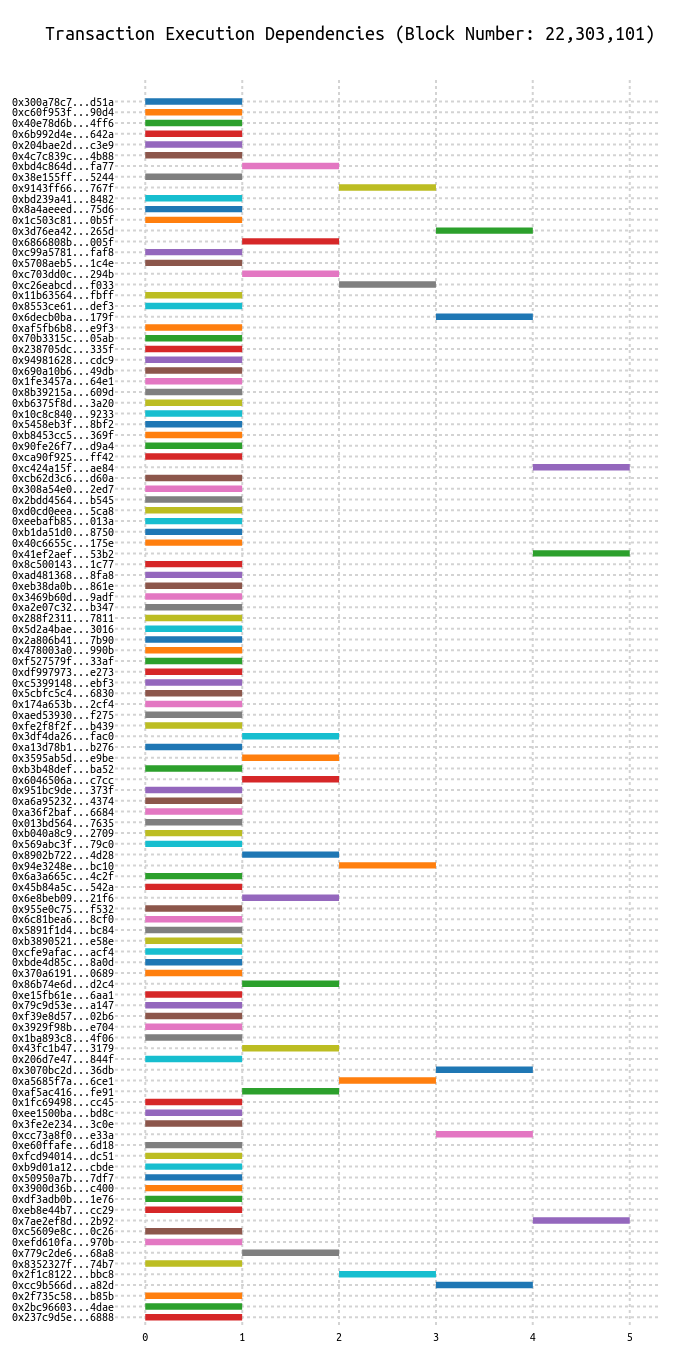 Transaction Execution Dependencies (Block Number: 22,303,101)
0x300a78c7...d51a
0xc60f953f...90d4
0x40e78d6b...4ff6
0x6b992d4e...642a
0x204bae2d...c3e9
0x4c7c839c...4b88
0xbd4c864d...fa77
0x38e155ff...5244
0x9143ff66...767f
0xbd239a41...8482
0x8a4aeeed...75d6
0x1c503c81...0b5f
0x3d76ea42...265d
0x6866808b...005f
0xc99a5781...faf8
0x5708aeb5...1c4e
0xc703dd0c...294b
0xc26eabcd...f033
0x11b63564...fbff
0x8553ce61...def3
0x6decb0ba...179f
0xaf5fb6b8...e9f3
0x70b3315c...05ab
0x238705dc...335f
0x94981628...cdc9
0x690a10b6...49db
0x1fe3457a...64e1
0x8b39215a...609d
0xb6375f8d...3a20
0x10c8c840...9233
0x5458eb3f...8bf2
0xb8453cc5...369f
0x90fe26f7...d9a4
0xca90f925...ff42
0xc424a15f...ae84
0xcb62d3c6...d60a
0x308a54e0...2ed7
0x2bdd4564...b545
0xd0cd0eea...5ca8
0xeebafb85...013a
0xb1da51d0...8750
0x40c6655c...175e
0x41ef2aef...53b2
0x8c500143...1c77
0xad481368...8fa8
0xeb38da0b...861e
0x3469b60d...9adf
0xa2e07c32...b347
0x288f2311...7811
0x5d2a4bae...3016
0x2a806b41...7b90
0x478003a0...990b
0xf527579f...33af
0xdf997973...e273
0xc5399148...ebf3
0x5cbfc5c4...6830
0x174a653b...2cf4
0xaed53930...f275
0xfe2f8f2f...b439
0x3df4da26...fac0
0xa13d78b1...b276
0x3595ab5d...e9be
0xb3b48def...ba52
0x6046506a...c7cc
0x951bc9de...373f
0xa6a95232...4374
0xa36f2baf...6684
0x013bd564...7635
0xb040a8c9...2709
0x569abc3f...79c0
0x8902b722...4d28
0x94e3248e...bc10
0x6a3a665c...4c2f
0x45b84a5c...542a
0x6e8beb09...21f6
0x955e0c75...f532
0x6c81bea6...8cf0
0x5891f1d4...bc84
0xb3890521...e58e
0xcfe9afac...acf4
0xbde4d85c...8a0d
0x370a6191...0689
0x86b74e6d...d2c4
0xe15fb61e...6aa1
0x79c9d53e...a147
0xf39e8d57...02b6
0x3929f98b...e704
0x1ba893c8...4f06
0x43fc1b47...3179
0x206d7e47...844f
0x3070bc2d...36db
0xa5685f7a...6ce1
0xaf5ac416...fe91
0x1fc69498...cc45
0xee1500ba...bd8c
0x3fe2e234...3c0e
0xcc73a8f0...e33a
0xe60ffafe...6d18
0xfcd94014...dc51
0xb9d01a12...cbde
0x50950a7b...7df7
0x3900d36b...c400
0xdf3adb0b...1e76
0xeb8e44b7...cc29
0x7ae2ef8d...2b92
0xc5609e8c...0c26
0xefd610fa...970b
0x779c2de6...68a8
0x8352327f...74b7
0x2f1c8122...bbc8
0xcc9b566d...a82d
0x2f735c58...b85b
0x2bc96603...4dae
0x237c9d5e...6888
0 1 2 3 4 5